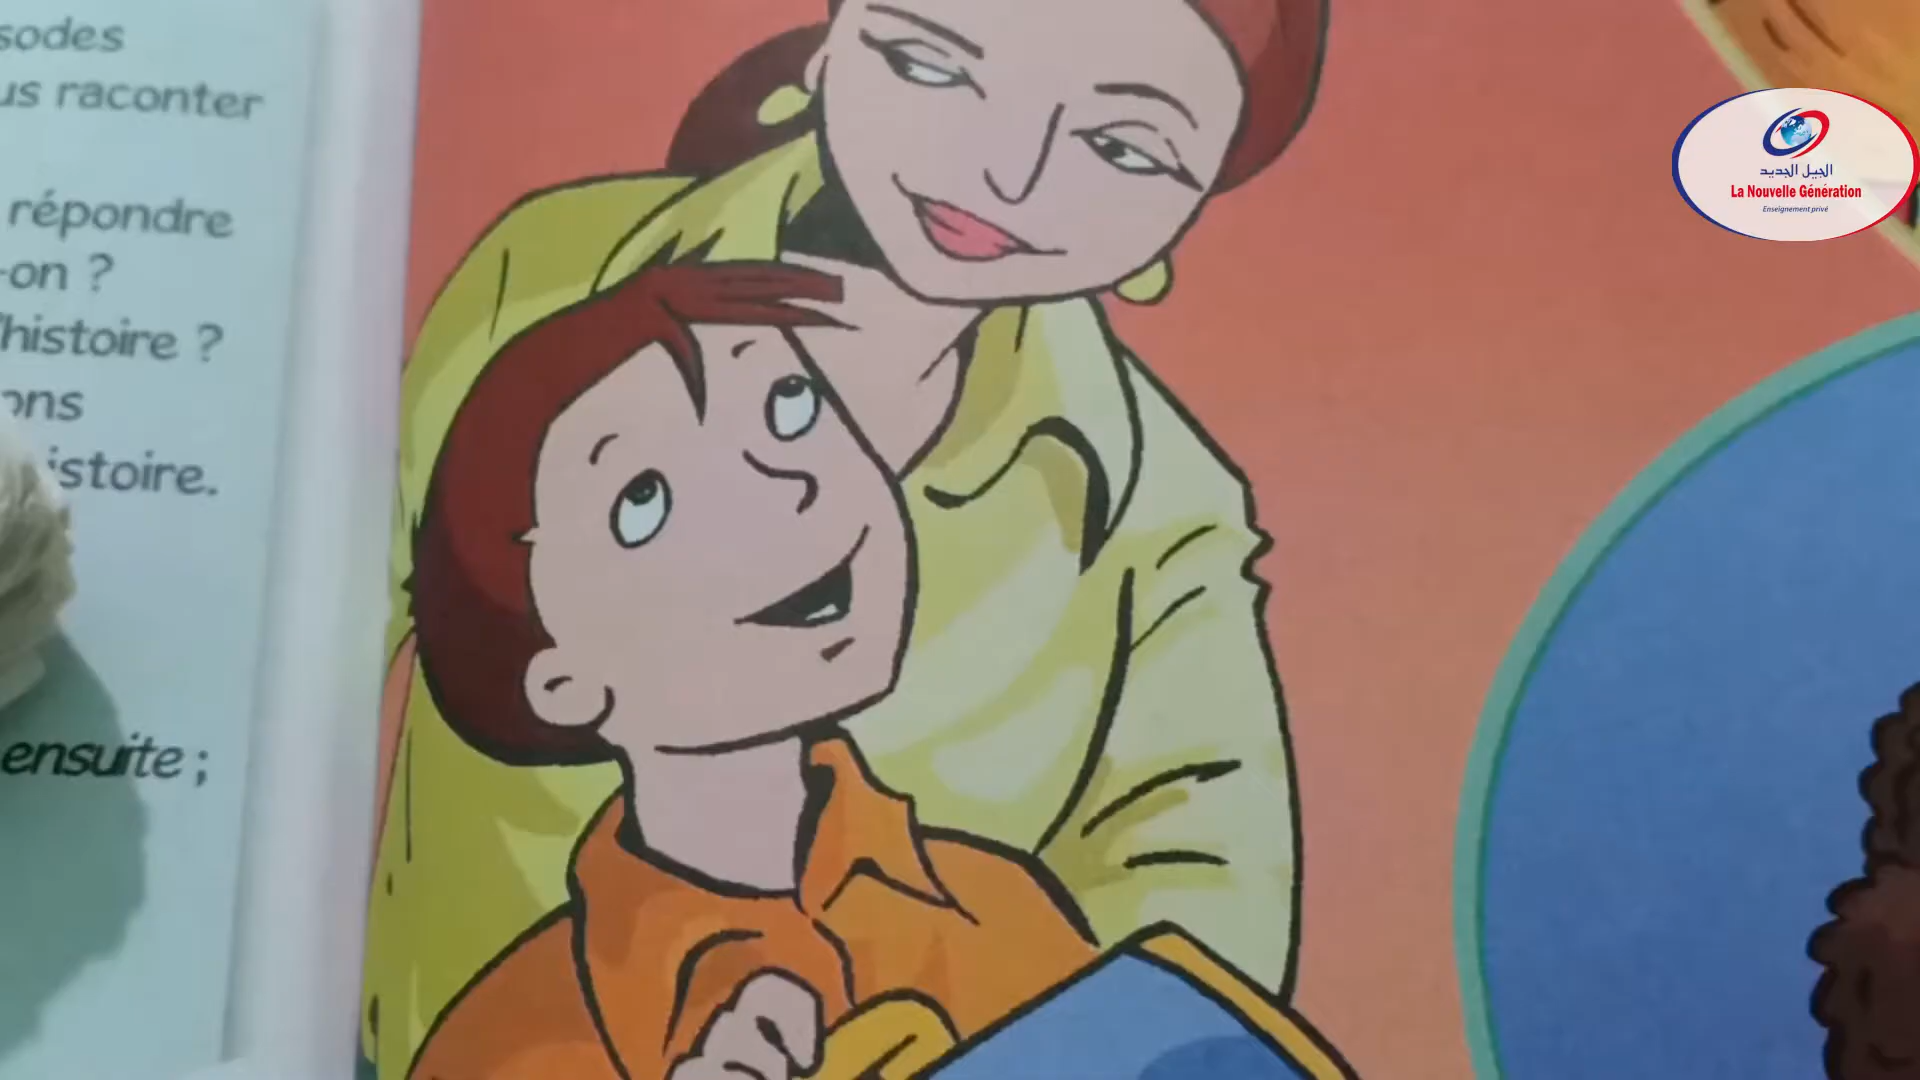 sodes
us raconter
répondre
-on ?
l'histoire ?
ons
istoire.
ensuite ;
الجيل الجديد
La Nouvelle Génération
Enseignement privé